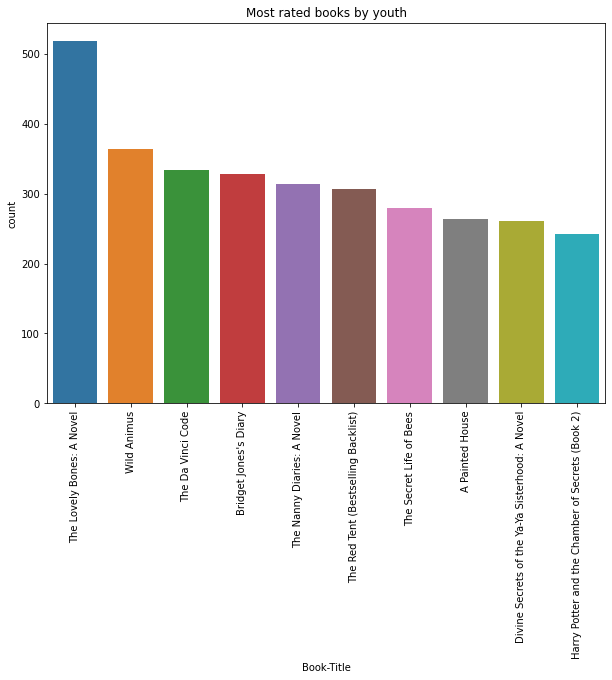 Most rated books by youth
count
500
400
300
200
100
0
The Lovely Bones: A Novel
Wild Animus
The Da Vinci Code
Bridget Jones's Diary
The Nanny Diaries: A Novel
The Red Tent (Bestselling Backlist)
The Secret Life of Bees
A Painted House
Divine Secrets of the Ya-Ya Sisterhood: A Novel
Harry Potter and the Chamber of Secrets (Book 2)
Book-Title